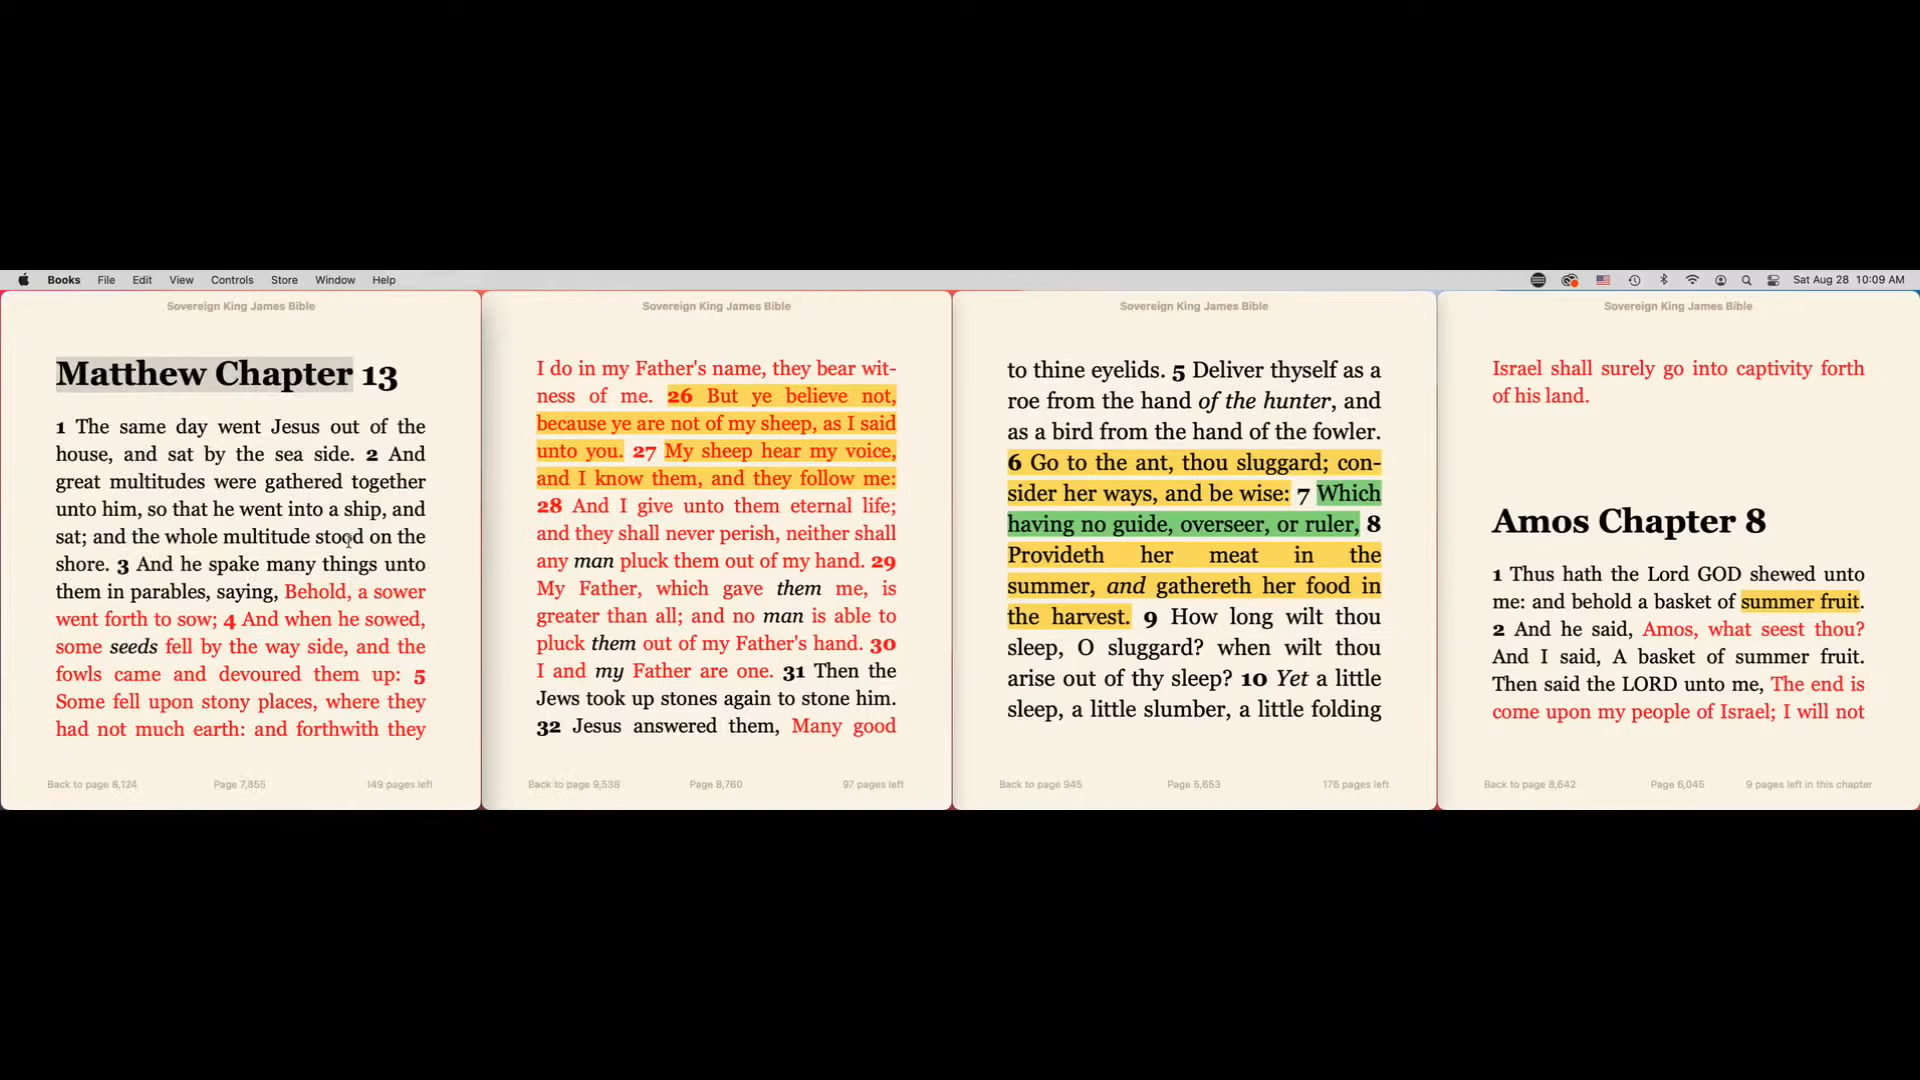 Books File Edit View Controls Store Window Help
Sat Aug 28 10:09 AM
Sovereign King James Bible
Matthew Chapter 13
1 The same day went Jesus out of the
house, and sat by the sea side. 2 And
great multitudes were gathered together
unto him, so that he went into a ship, and
sat; and the whole multitude stood on the
shore. 3 And he spake many things unto
them in parables, saying, Behold, a sower
went forth to sow; 4 And when he sowed,
some seeds fell by the way side, and the
fowls came and devoured them up: 5
Some fell upon stony places, where they
had not much earth: and forthwith they
Back to page 8,124 Page 7,855 149 pages left
Sovereign King James Bible
I do in my Father's name, they bear wit-
ness of me. 26 But ye believe not,
because ye are not of my sheep, as I said
unto you. 27 My sheep hear my voice,
and I know them, and they follow me:
28 And I give unto them eternal life;
and they shall never perish, neither shall
any man pluck them out of my hand. 29
My Father, which gave them me, is
greater than all; and no man is able to
pluck them out of my Father's hand. 30
I and my Father are one. 31 Then the
Jews took up stones again to stone him.
32 Jesus answered them, Many good
Back to page 9,538 Page 8,760 97 pages left
Sovereign King James Bible
to thine eyelids. 5 Deliver thyself as a
roe from the hand of the hunter, and
as a bird from the hand of the fowler.
6 Go to the ant, thou sluggard; con-
sider her ways, and be wise: 7 Which
having no guide, overseer, or ruler, 8
Provideth her meat in the
summer, and gathereth her food in
the harvest. 9 How long wilt thou
sleep, O sluggard? when wilt thou
arise out of thy sleep? 10 Yet a little
sleep, a little slumber, a little folding
Back to page 945 Page 5,653 176 pages left
Sovereign King James Bible
Israel shall surely go into captivity forth
of his land.
Amos Chapter 8
1 Thus hath the Lord GOD shewed unto
me: and behold a basket of summer fruit.
2 And he said, Amos, what seest thou?
And I said, A basket of summer fruit.
Then said the LORD unto me, The end is
come upon my people of Israel; I will not
Back to page 8,642 Page 6,045 9 pages left in this chapter